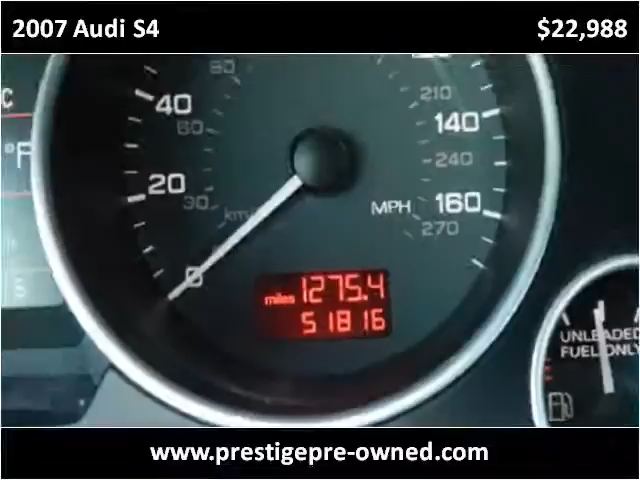 2007 Audi S4 $22,988
80
C
40
210
60
140
°F
240
20
30
km/
MPH 160
270
0
miles 1275.4
51816
UNLEADED
FUEL ONLY
www.prestigepre-owned.com